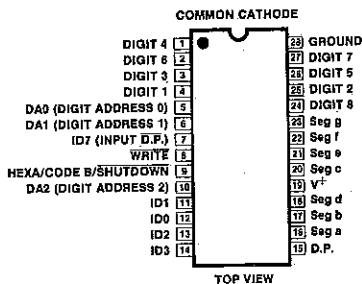 COMMON CATHODE
DIGIT 4 1
DIGIT 6 2
DIGIT 3 3
DIGIT 1 4
DA0 (DIGIT ADDRESS 0) 5
DA1 (DIGIT ADDRESS 1) 6
ID7 (INPUT D.P.) 7
WRITE 8
HEXA/CODE B/SHUTDOWN 9
DA2 (DIGIT ADDRESS 2) 10
ID1 11
ID0 12
ID2 13
ID3 14
28 GROUND
27 DIGIT 7
26 DIGIT 5
25 DIGIT 2
24 DIGIT 8
23 Seg g
22 Seg f
21 Seg e
20 Seg c
19 V+
18 Seg d
17 Seg b
16 Seg a
15 D.P.
TOP VIEW